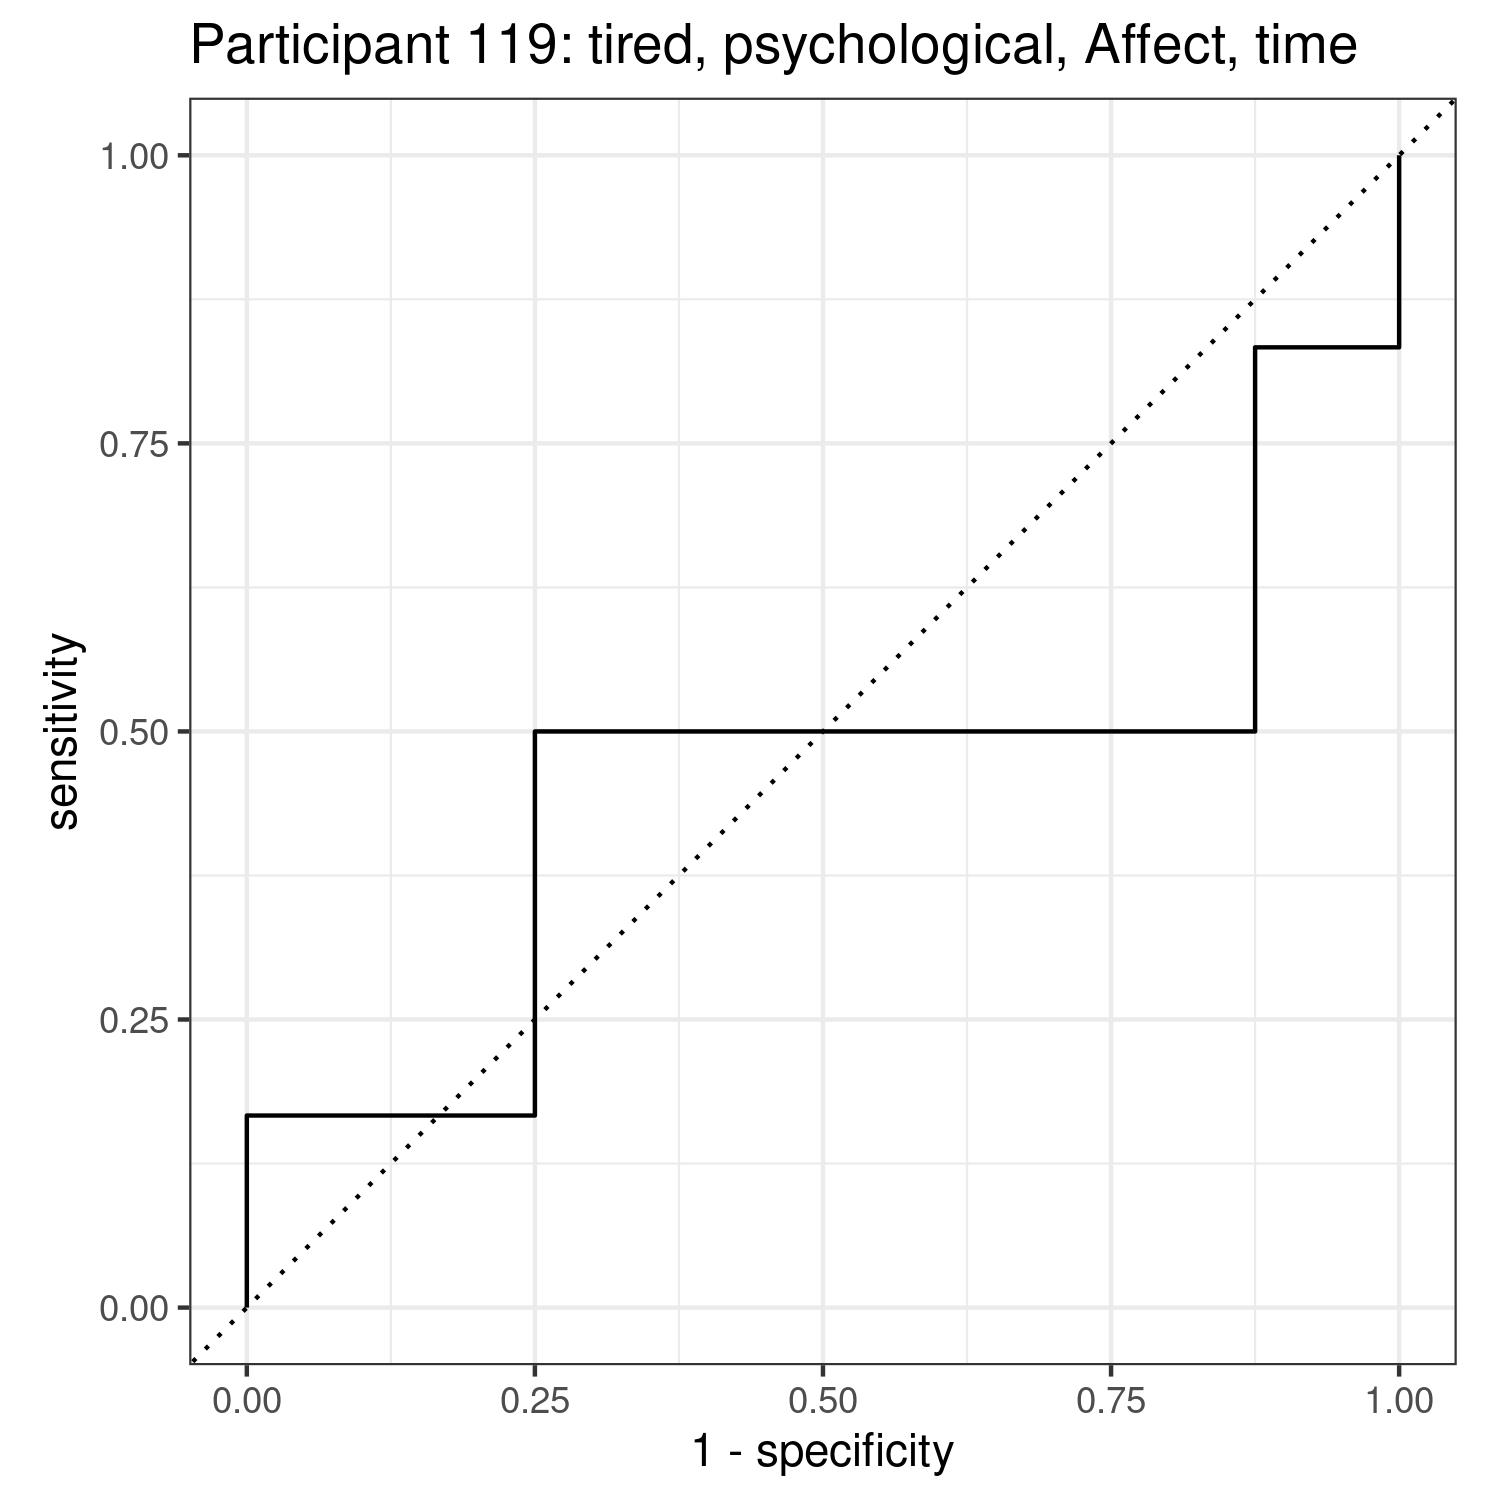 Participant 119: tired, psychological, Affect, time
1.00
0.75
0.50
0.25
0.00
sensitivity
0.00 0.25 0.50 0.75 1.00
1 - specificity